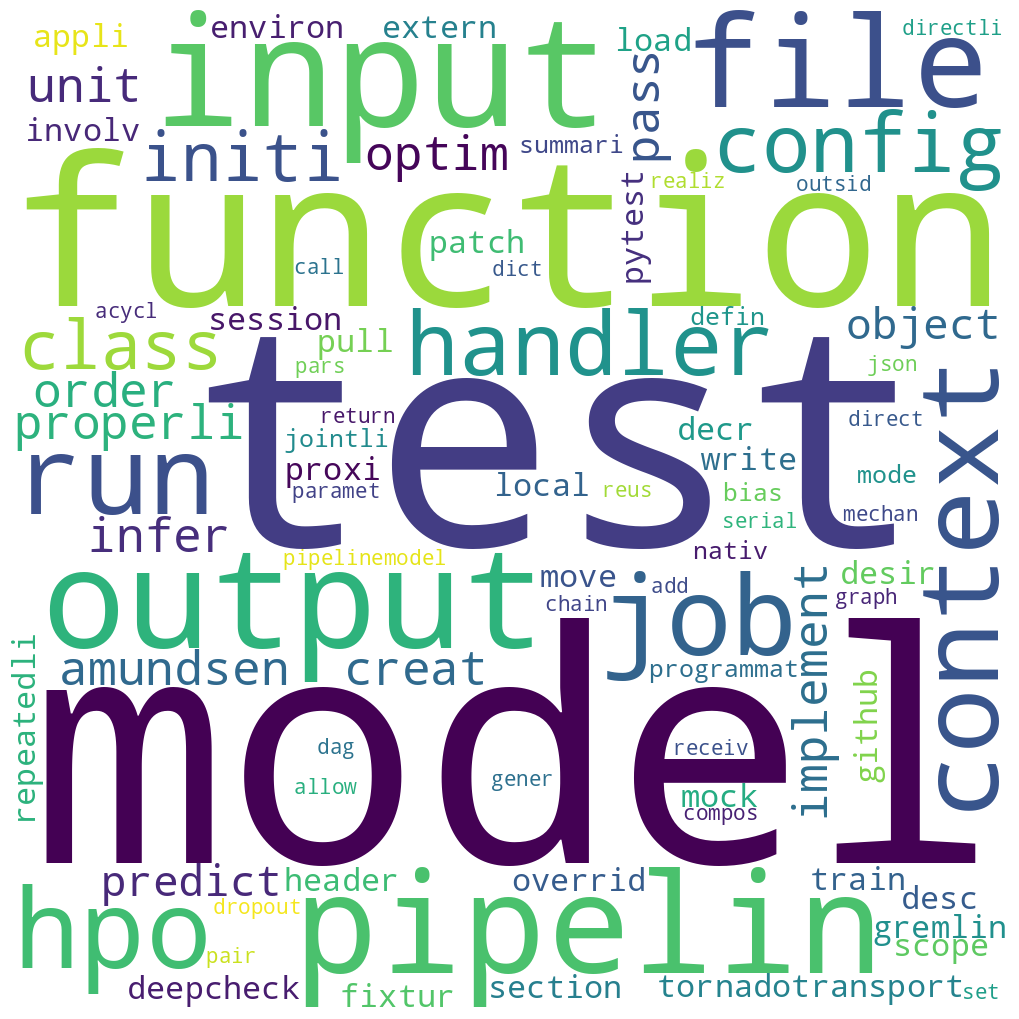 appli
environ
extern
input
load
file
directli
unit
involv
initi
optim
summari
pass
config
function
pytest
realiz
outsid
patch
call
dict
acycl
session
class
pull
pars
handler
defin
object
json
order
properli
test
return
jointli
proxi
paramet
local
reus
decr
write
bias
serial
direct
mode
mechan
context
run
infer
pipelinemodel
nativ
output
move
chain
add
job
implement
desir
graph
amundsen
creat
programmat
repeatedli
model
dag
allow
gener
receiv
mock
compos
github
predict
header
overrid
train
desc
hpo
dropout
pair
pipelin
gremlin
scope
deepcheck
fixtur
section
tornadotransport
set